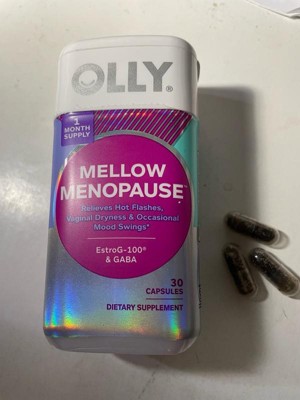 OLLY®
1
MONTH
SUPPLY
MELLOW
MENOPAUSE™
Relieves Hot Flashes,
Vaginal Dryness & Occasional
Mood Swings*
EstroG-100®
& GABA
30
CAPSULES
DIETARY SUPPLEMENT